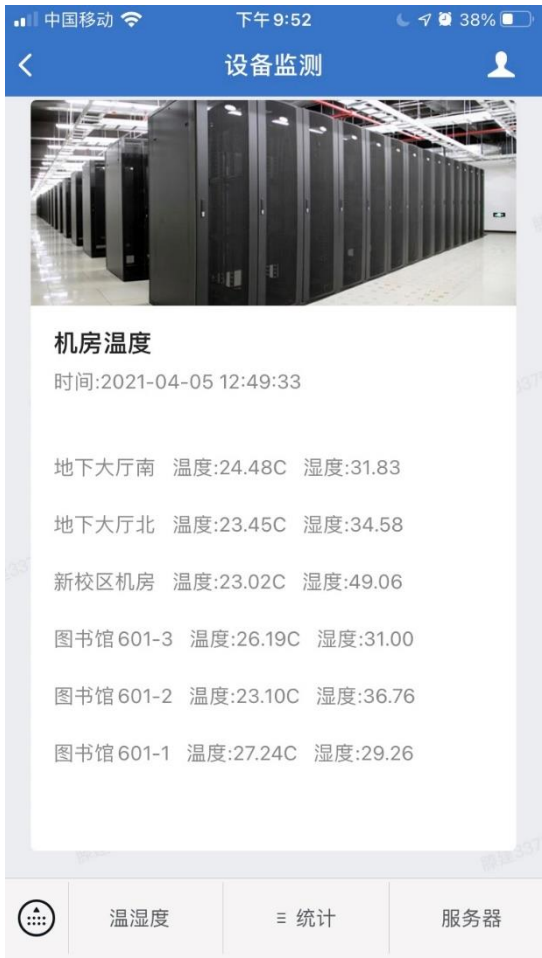 中国移动 下午9:52 38%
设备监测
机房温度
时间:2021-04-05 12:49:33
地下大厅南 温度:24.48C 湿度:31.83
地下大厅北 温度:23.45C 湿度:34.58
新校区机房 温度:23.02C 湿度:49.06
图书馆601-3 温度:26.19C 湿度:31.00
图书馆601-2 温度:23.10C 湿度:36.76
图书馆601-1 温度:27.24C 湿度:29.26
温湿度 统计 服务器